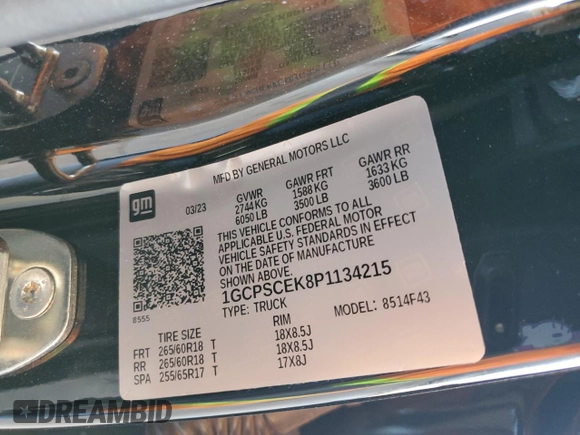 MFD BY GENERAL MOTORS LLC
gm
03/23
GVWR GAWR FRT GAWR RR
2744 KG 1588 KG 1633 KG
6050 LB 3500 LB 3600 LB
THIS VEHICLE CONFORMS TO ALL
APPLICABLE U.S. FEDERAL MOTOR
VEHICLE SAFETY STANDARDS IN EFFECT
ON THE DATE OF MANUFACTURE
SHOWN ABOVE.
1GCPSCEK8P1134215
TYPE: TRUCK MODEL: 8514F43
8555
TIRE SIZE RIM
FRT 265/60R18 T 18X8.5J
RR 265/60R18 T 18X8.5J
SPA 255/65R17 T 17X8J
DREAMBID